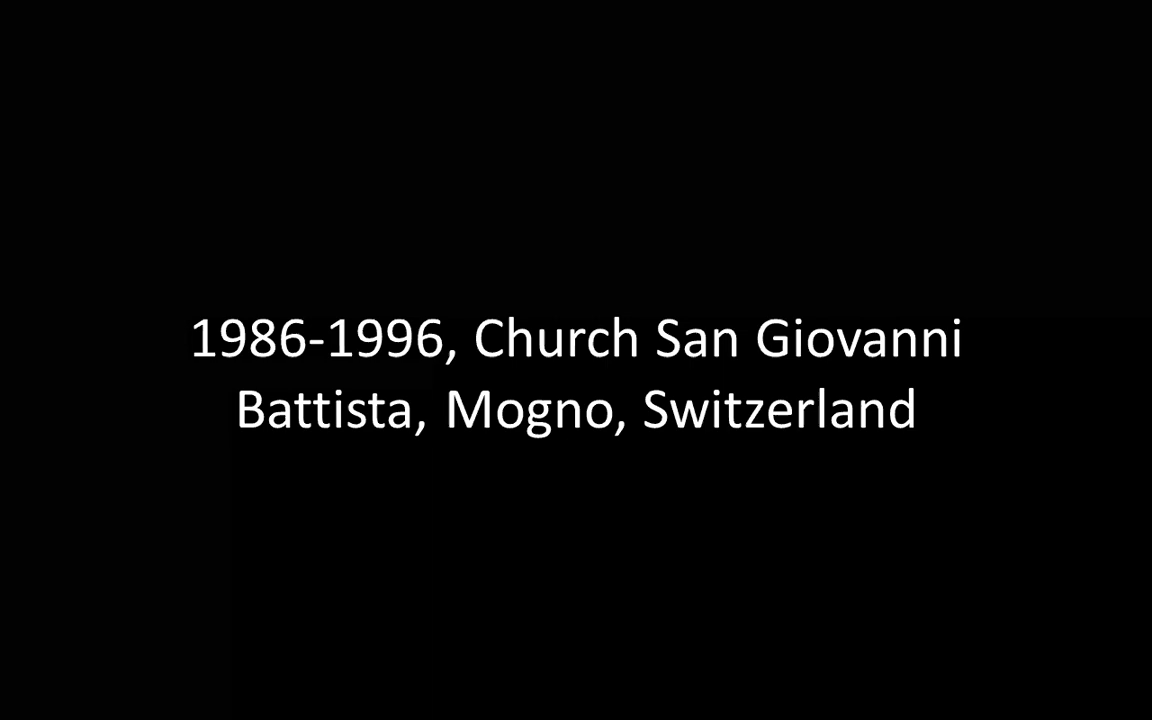 1986-1996, Church San Giovanni
Battista, Mogno, Switzerland